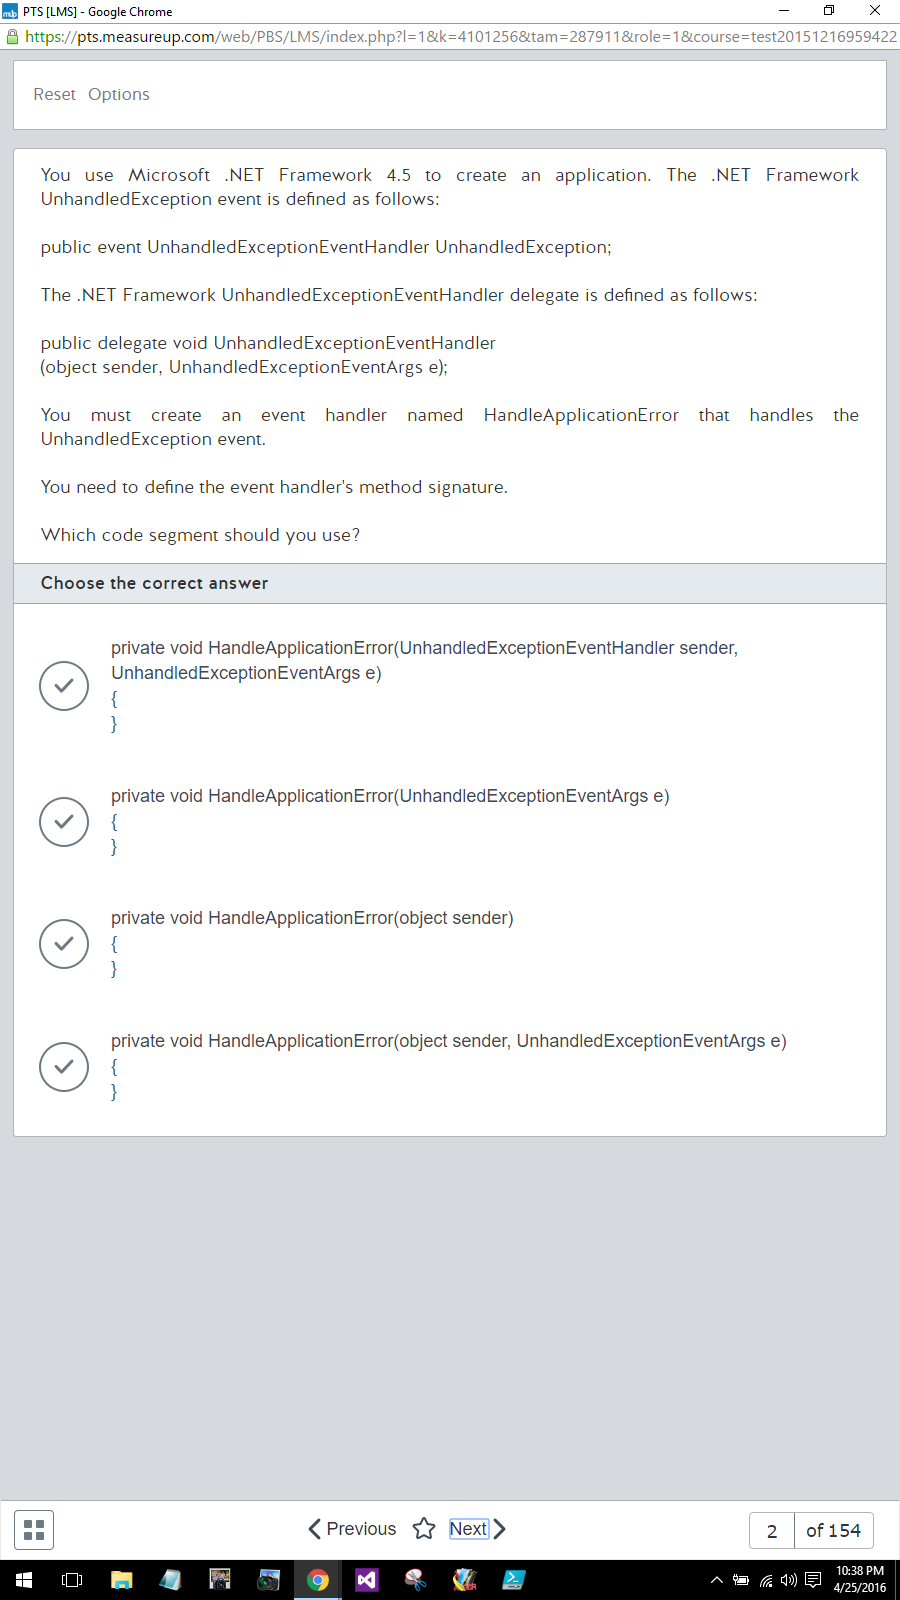 PTS [LMS] - Google Chrome
https://pts.measureup.com/web/PBS/LMS/index.php?l=1&k=4101256&tam=287911&role=1&course=test20151216959422
Reset Options
You use Microsoft .NET Framework 4.5 to create an application. The .NET Framework
UnhandledException event is defined as follows:
public event UnhandledExceptionEventHandler UnhandledException;
The .NET Framework UnhandledExceptionEventHandler delegate is defined as follows:
public delegate void UnhandledExceptionEventHandler
(object sender, UnhandledExceptionEventArgs e);
You must create an event handler named HandleApplicationError that handles the
UnhandledException event.
You need to define the event handler's method signature.
Which code segment should you use?
Choose the correct answer
private void HandleApplicationError(UnhandledExceptionEventHandler sender,
UnhandledExceptionEventArgs e)
{
}
private void HandleApplicationError(UnhandledExceptionEventArgs e)
{
}
private void HandleApplicationError(object sender)
{
}
private void HandleApplicationError(object sender, UnhandledExceptionEventArgs e)
{
}
Previous Next 2 of 154
10:38 PM
4/25/2016